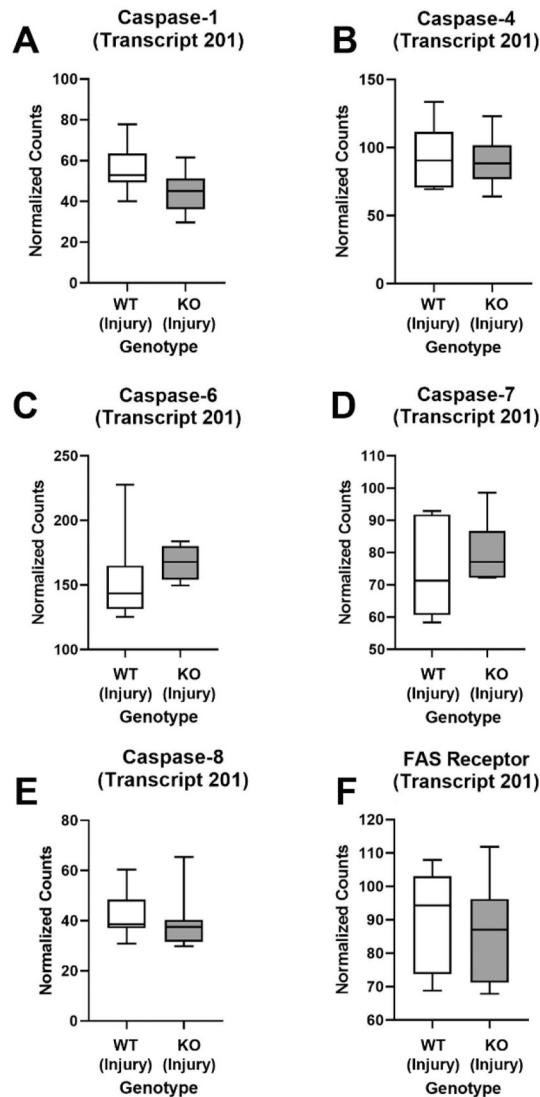 A
Caspase-1
(Transcript 201)
Normalized Counts
100
80
60
40
20
0
WT
(Injury)
KO
(Injury)
Genotype
B
Caspase-4
(Transcript 201)
Normalized Counts
150
100
50
0
WT
(Injury)
KO
(Injury)
Genotype
C
Caspase-6
(Transcript 201)
Normalized Counts
250
200
150
100
WT
(Injury)
KO
(Injury)
Genotype
D
Caspase-7
(Transcript 201)
Normalized Counts
110
100
90
80
70
60
50
WT
(Injury)
KO
(Injury)
Genotype
E
Caspase-8
(Transcript 201)
Normalized Counts
80
60
40
20
0
WT
(Injury)
KO
(Injury)
Genotype
F
FAS Receptor
(Transcript 201)
Normalized Counts
120
110
100
90
80
70
60
WT
(Injury)
KO
(Injury)
Genotype